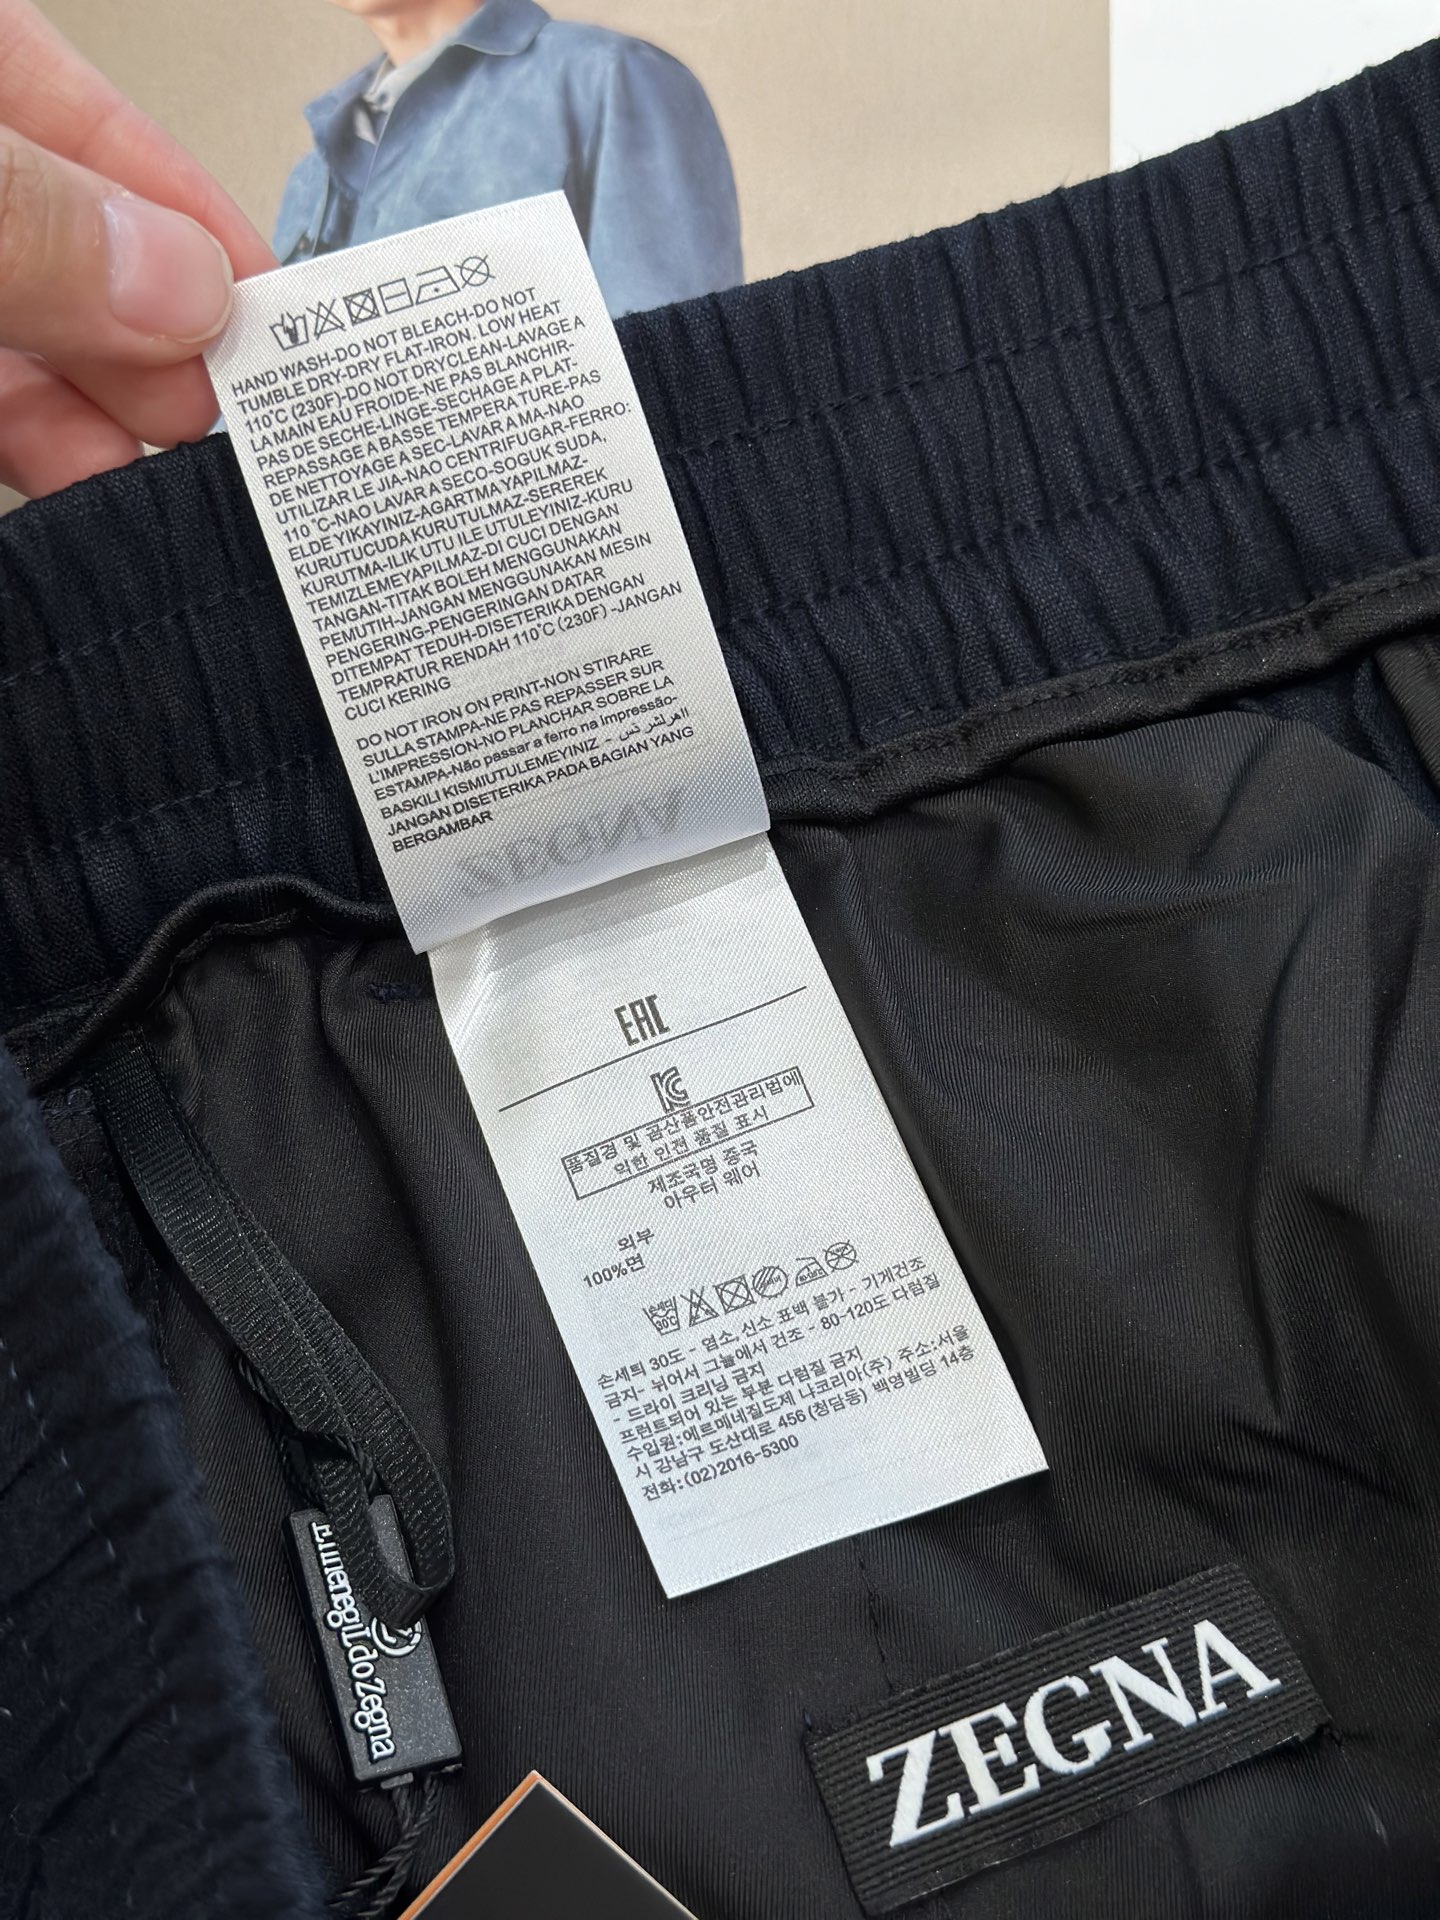 HAND WASH-DO NOT BLEACH-DO NOT
TUMBLE DRY-DRY FLAT-IRON. LOW HEAT
110°C (230F)-DO NOT DRYCLEAN-LAVAGE A
LA MAIN EAU FROIDE-NE PAS BLANCHIR-
PAS DE SECHE-LINGE-SECHAGE A PLAT-
REPASSAGE A BASSE TEMPERA TURE-PAS
DE NETTOYAGE A SEC-LAVAR A MA-NAO
UTILIZAR LE JIA-NAO CENTRIFUGAR-FERRO:
110 °C-NAO LAVAR A SECO-SOGUK SUDA,
ELDE YIKAYINIZ-AGARTMA YAPILMAZ-
KURUTUCUDA KURUTULMAZ-SEREREK
KURUTMA-ILIK UTU ILE UTULEYINIZ-KURU
TEMIZLEMEYAPILMAZ-DI CUCI DENGAN
TANGAN-TITAK BOLEH MENGGUNAKAN
PEMUTIH-JANGAN MENGGUNAKAN MESIN
PENGERING-PENGERINGAN DATAR
DITEMPAT TEDUH-DISETERIKA DENGAN
TEMPRATUR RENDAH 110°C (230F) -JANGAN
CUCI KERING
DO NOT IRON ON PRINT-NON STIRARE
SULLA STAMPA-NE PAS REPASSER SUR
L'IMPRESSION-NO PLANCHAR SOBRE LA
ESTAMPA-Não passar a ferro na impressão-
BASKILI KISMIUTULEMEYINIZ -
JANGAN DISETERIKA PADA BAGIAN YANG
BERGAMBAR
EAC
품질경 및 곰산품안전관리법에
의한 인전 품질 표시
제조국명 중국
아우터 웨어
외부
100%면
손세틱 30도 - 염소, 신소 표백 불가 - 기게건조
금지- 뉘어서 그늘에서 건조 - 80-120도 다럼질
- 드라이 크리닝 금지
프런트되어 있는 부분 다럼질 금지
수입원:에르메네질도제 냐코리아(주) 주소:서울
시 강남구 도산대로 456 (청담동) 백영빌딩 14층
전화:(02)2016-5300
Ermenegildo Zegna
ZEGNA